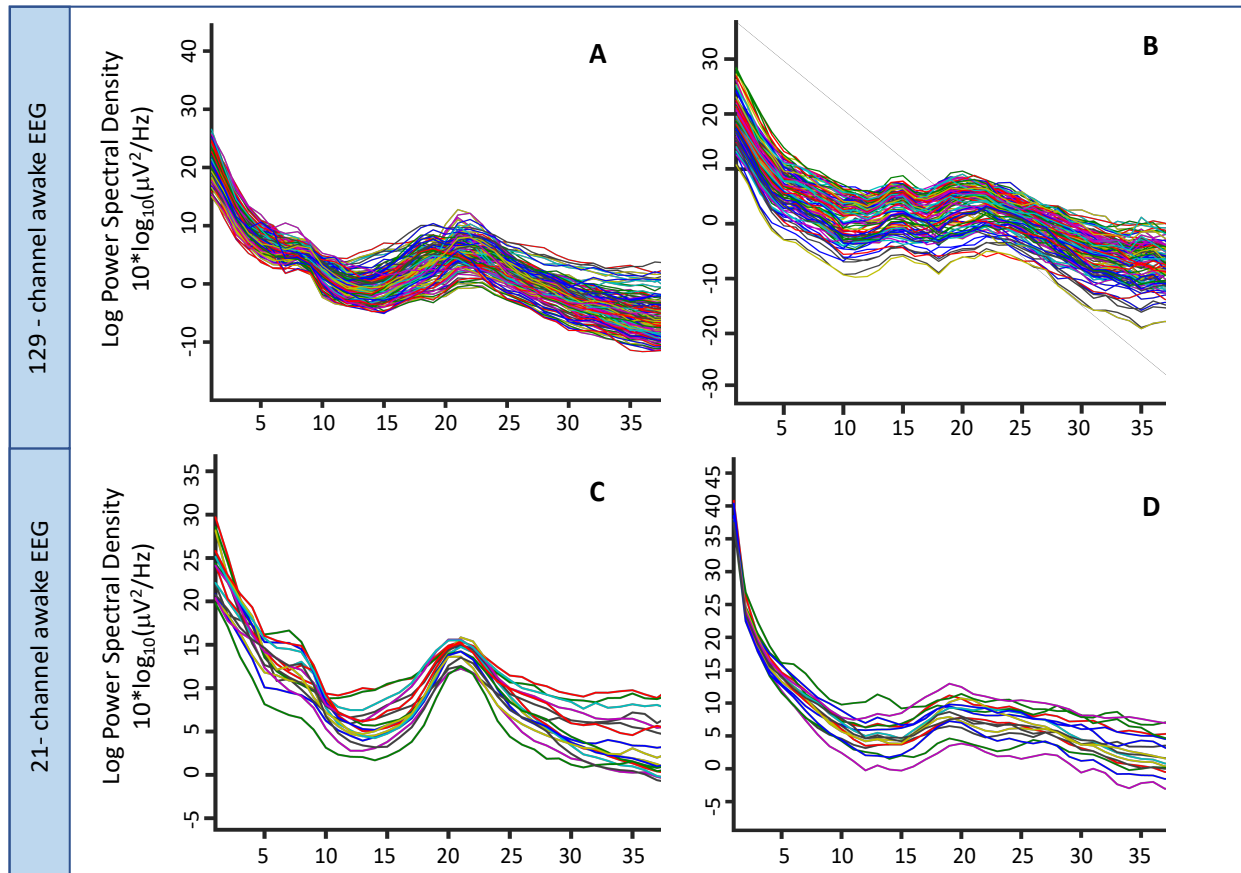 129 - channel awake EEG
Log Power Spectral Density
10*log10(μV²/Hz)
A
40
30
20
10
0
-10
5 10 15 20 25 30 35
B
30
20
10
0
-10
-20
-30
5 10 15 20 25 30 35
21- channel awake EEG
Log Power Spectral Density
10*log10(μV²/Hz)
C
35
30
25
20
15
10
5
0
-5
5 10 15 20 25 30 35
D
45
40
35
30
25
20
15
10
5
0
-5
5 10 15 20 25 30 35